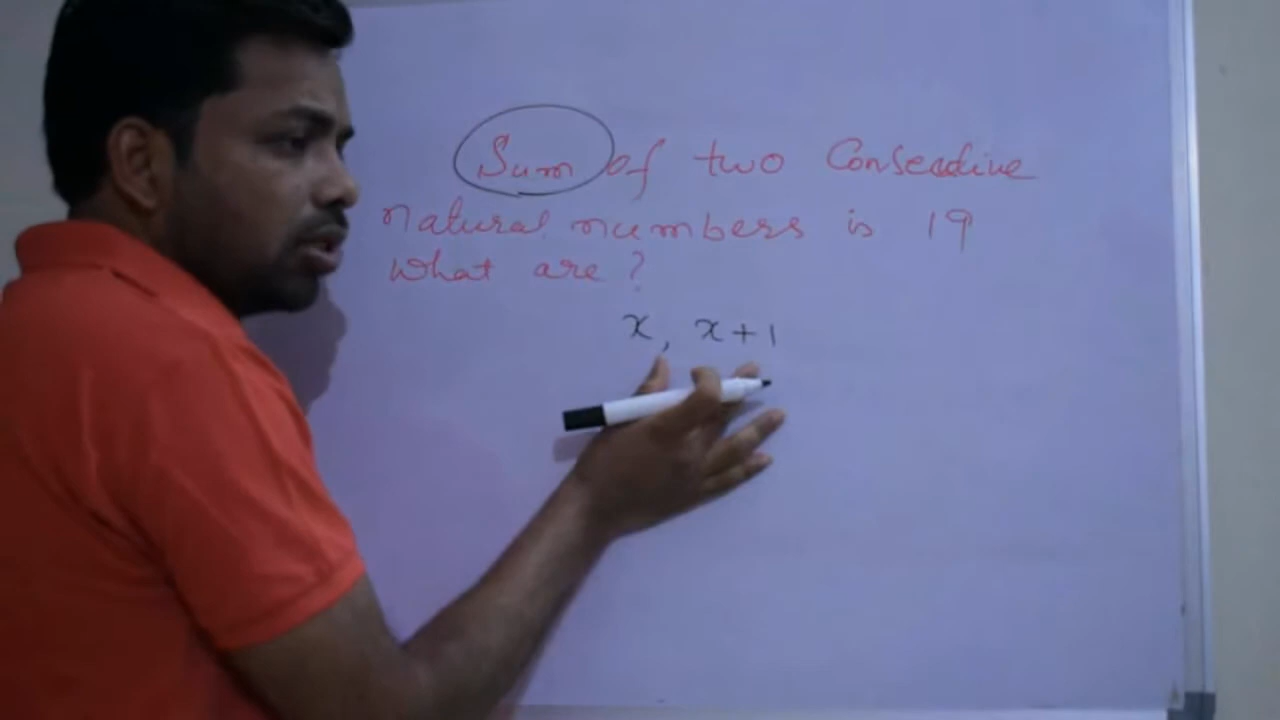 Sum of two Consecutive
natural numbers is 19
What are ?
x, x+1